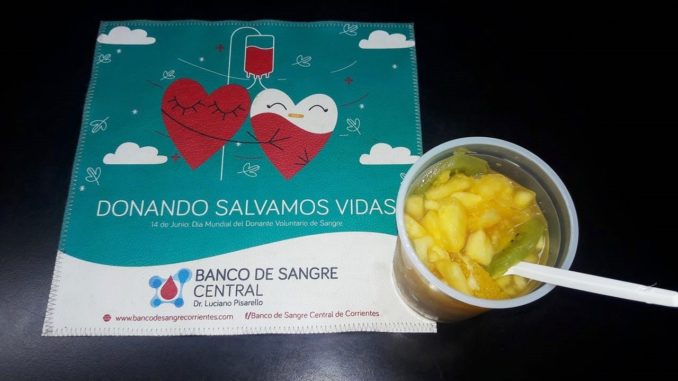 DONANDO SALVAMOS VIDAS
14 de Junio: Día Mundial del Donante Voluntario de Sangre.
BANCO DE SANGRE
CENTRAL
Dr. Luciano Pisarello
www.bancodesangrecorrientes.com f/Banco de Sangre Central de Corrientes